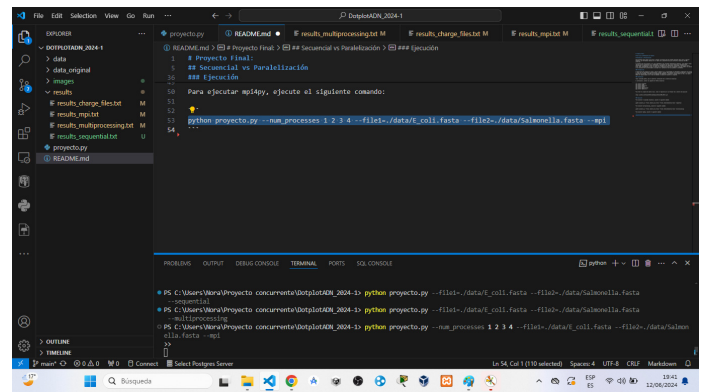 File Edit Selection View Go Run ...
DotplotADN_2024-1
EXPLORER
DOTPLOTADN_2024-1
data
data_original
images
results
results_charge_files.txt M
results_mpi.txt M
results_multiprocessing.txt M
results_sequential.txt U
proyecto.py
README.md
OUTLINE
TIMELINE
proyecto.py
README.md
results_multiprocessing.txt M
results_charge_files.txt M
results_mpi.txt M
results_sequential.t
README.md > # Proyecto Final: > ## Secuencial vs Paralelización > ### Ejecución
1 # Proyecto Final:
5 ## Secuencial vs Paralelización
36 ### Ejecución
50 Para ejecutar mpi4py, ejecute el siguiente comando:
51
52
53 python proyecto.py --num_processes 1 2 3 4 --file1=./data/E_coli.fasta --file2=./data/Salmonella.fasta --mpi
54 ```
PROBLEMS OUTPUT DEBUG CONSOLE TERMINAL PORTS SQL CONSOLE
python
PS C:\Users\Nora\Proyecto concurrente\DotplotADN_2024-1> python proyecto.py --file1=./data/E_coli.fasta --file2=./data/Salmonella.fasta
--sequential
PS C:\Users\Nora\Proyecto concurrente\DotplotADN_2024-1> python proyecto.py --file1=./data/E_coli.fasta --file2=./data/Salmonella.fasta
--multiprocessing
PS C:\Users\Nora\Proyecto concurrente\DotplotADN_2024-1> python proyecto.py --num_processes 1 2 3 4 --file1=./data/E_coli.fasta --file2=./data/Salmon
ella.fasta --mpi
>>
main* 0 0 0 Connect Select Postgres Server
Ln 54, Col 1 (110 selected) Spaces: 4 UTF-8 CRLF Markdown
17°
Búsqueda
ESP
ES
19:41
12/06/2024